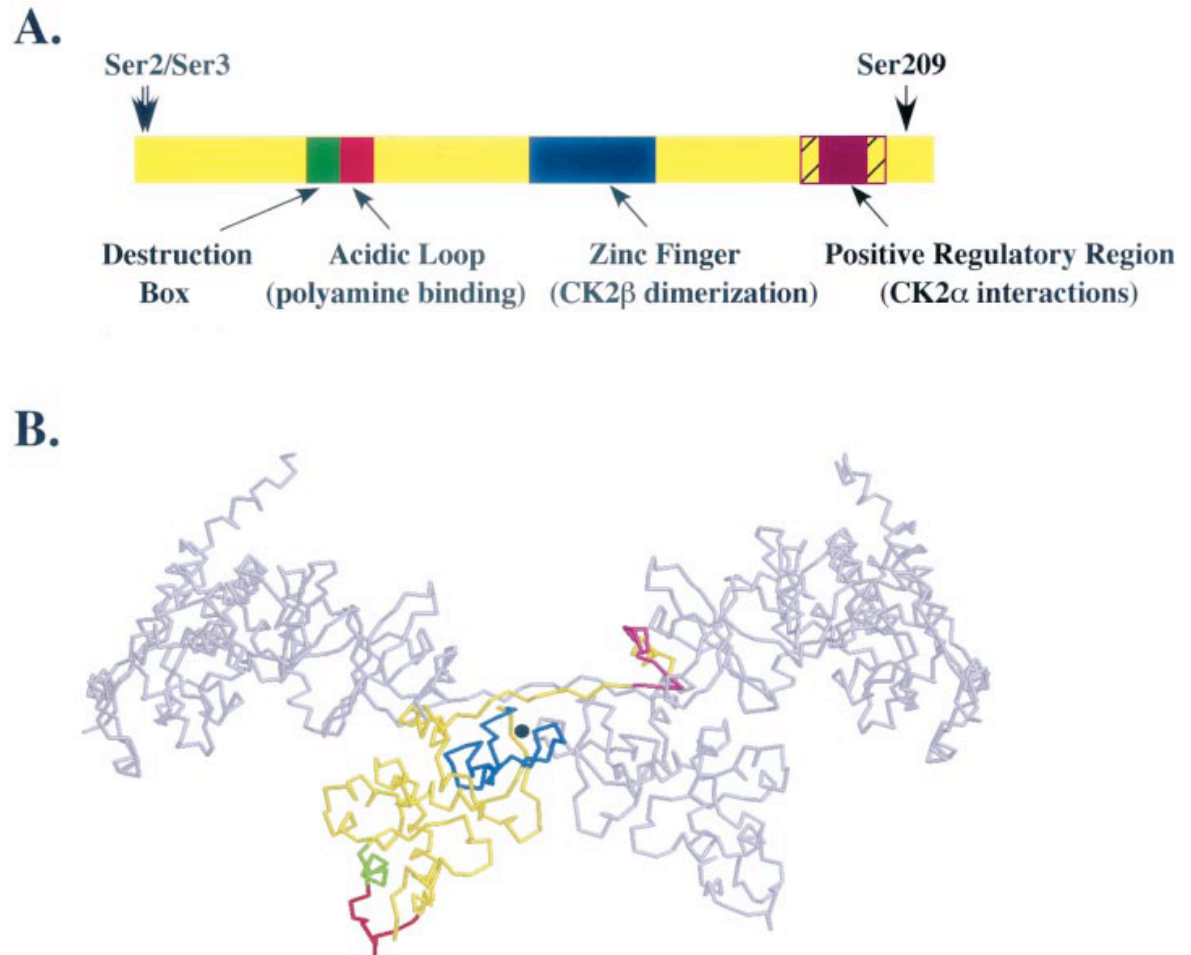 A.
Ser2/Ser3
Ser209
Destruction
Box
Acidic Loop
(polyamine binding)
Zinc Finger
(CK2β dimerization)
Positive Regulatory Region
(CK2α interactions)
B.